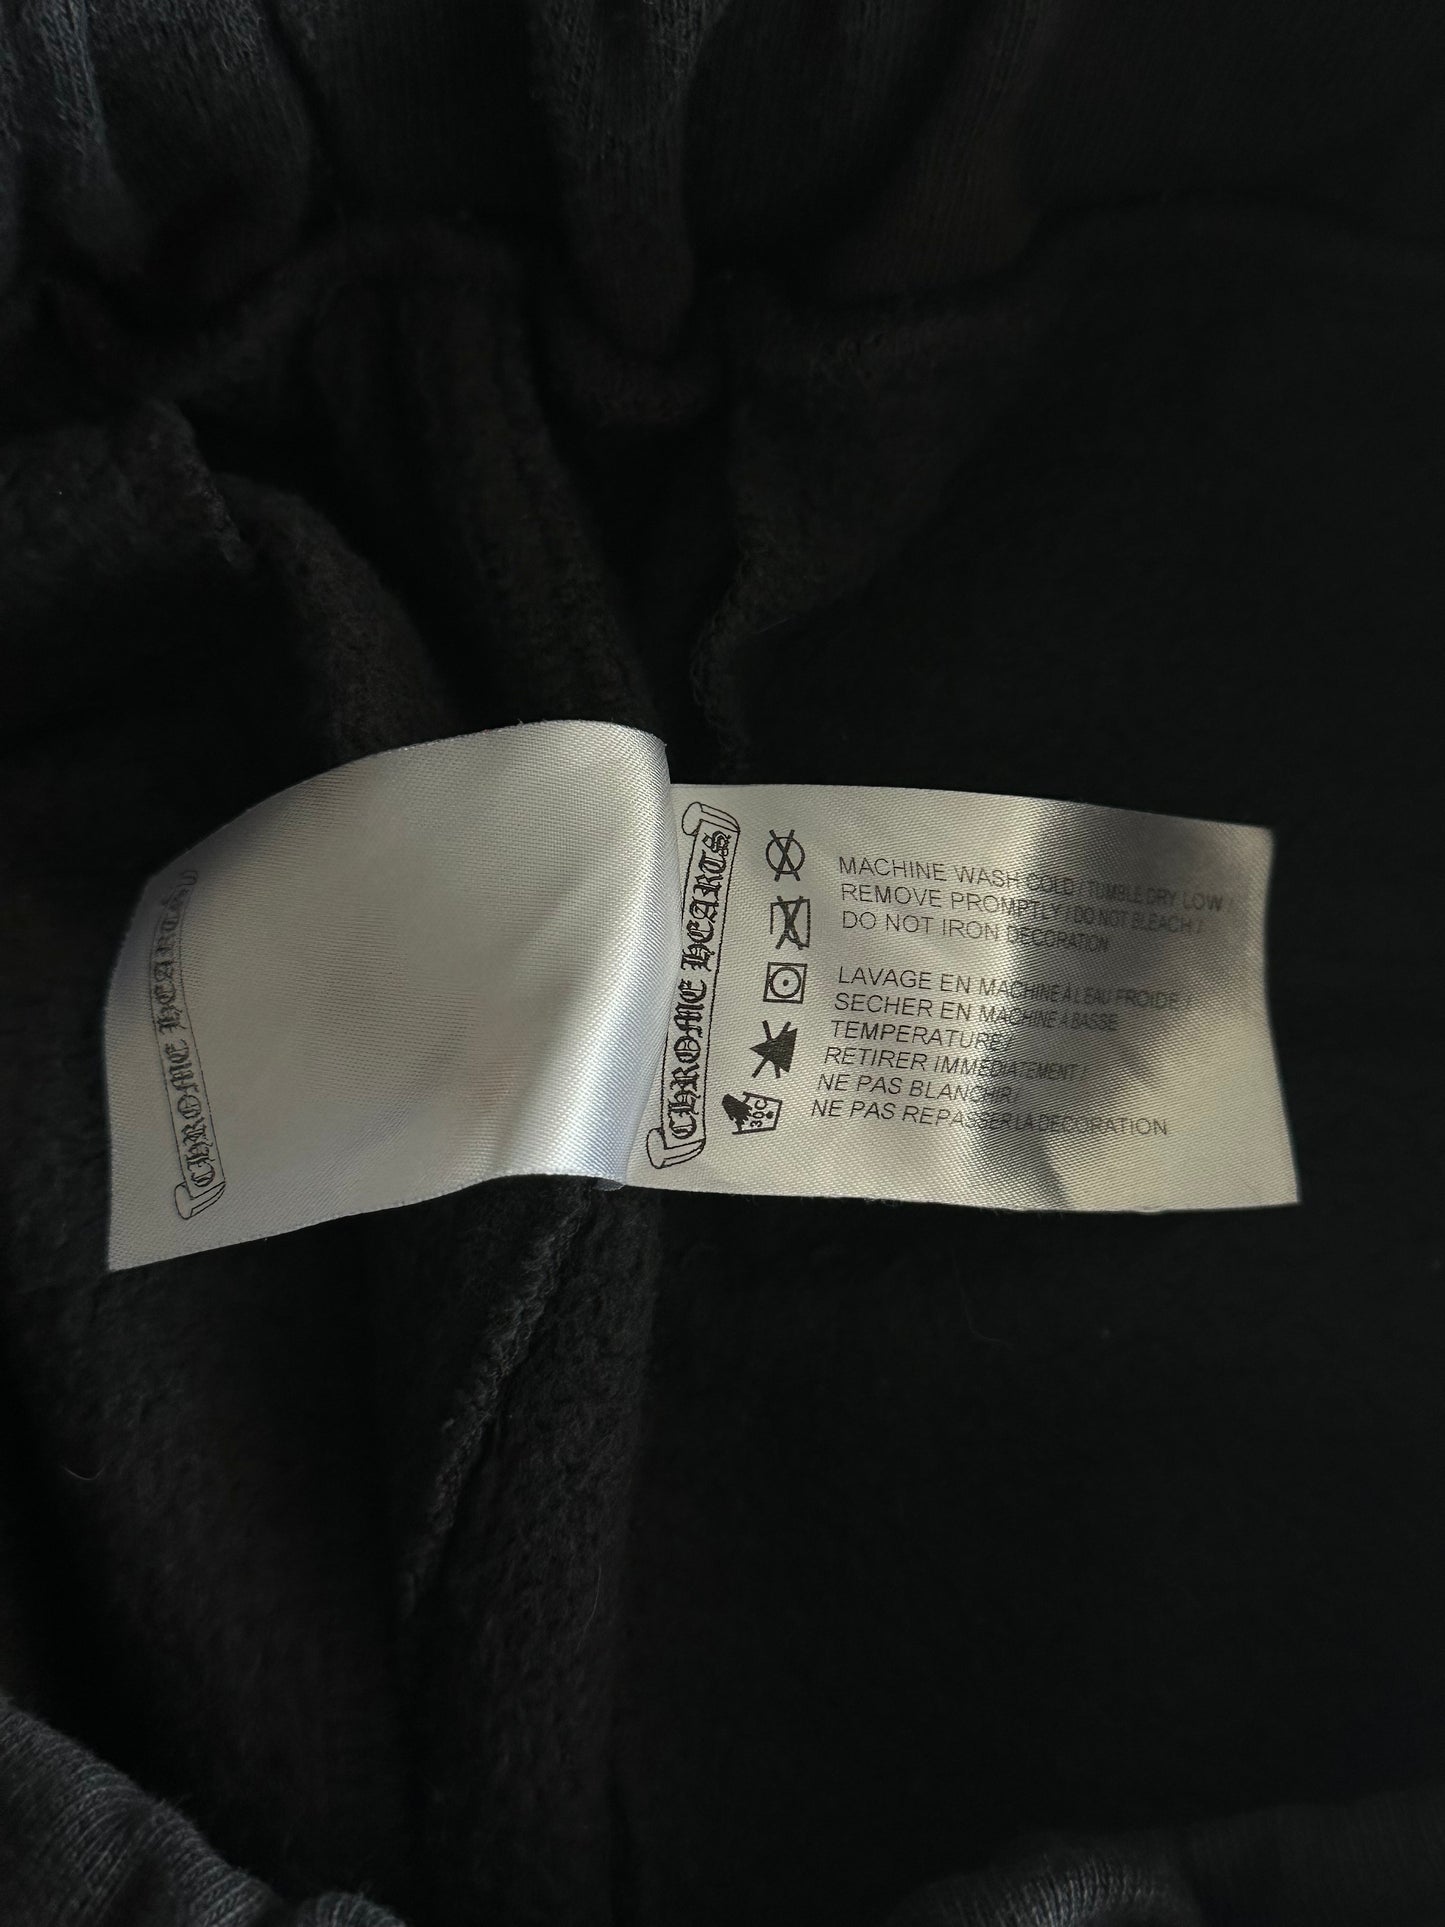 CHROME HEARTS
CHROME HEARTS
MACHINE WASH COLD / TUMBLE DRY LOW /
REMOVE PROMPTLY / DO NOT BLEACH /
DO NOT IRON DECORATION
LAVAGE EN MACHINE À L'EAU FROIDE /
SECHER EN MACHINE À BASSE
TEMPERATURE /
RETIRER IMMEDIATEMENT /
NE PAS BLANCHIR /
NE PAS REPASSER LA DECORATION
30C